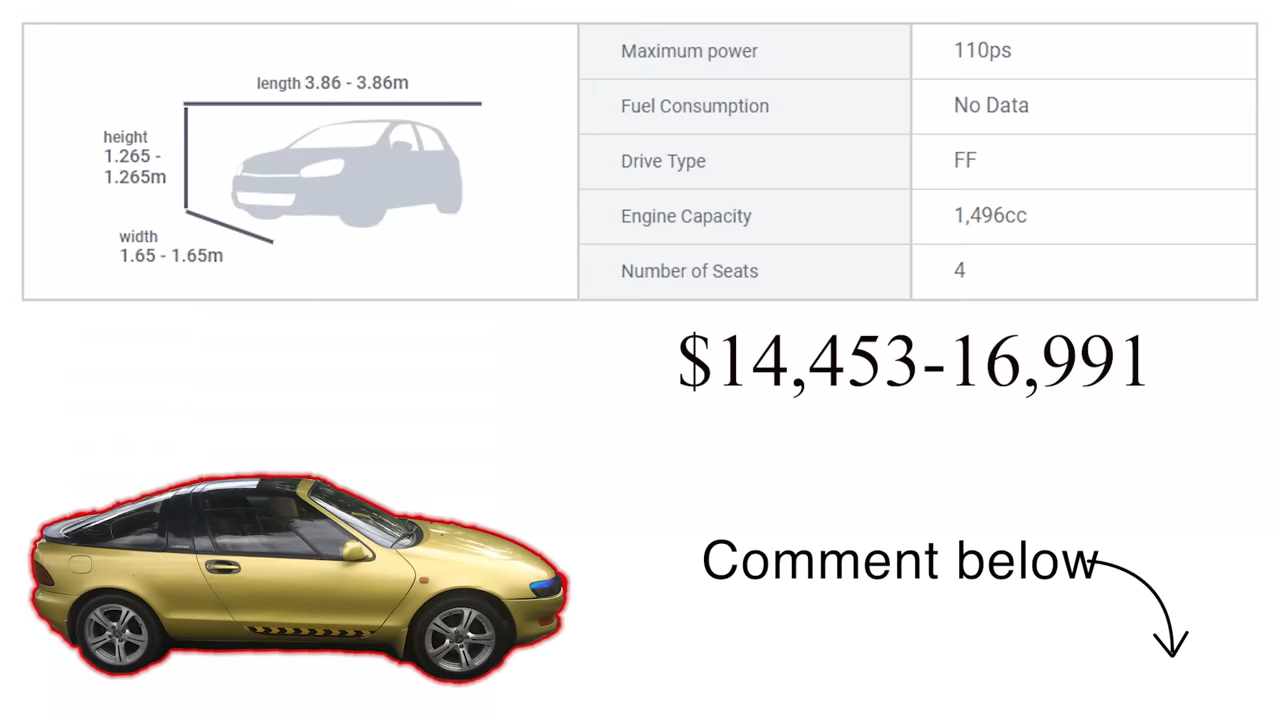 length 3.86 - 3.86m
height
1.265 -
1.265m
width
1.65 - 1.65m
Maximum power 110ps
Fuel Consumption No Data
Drive Type FF
Engine Capacity 1,496cc
Number of Seats 4
$14,453-16,991
Comment below